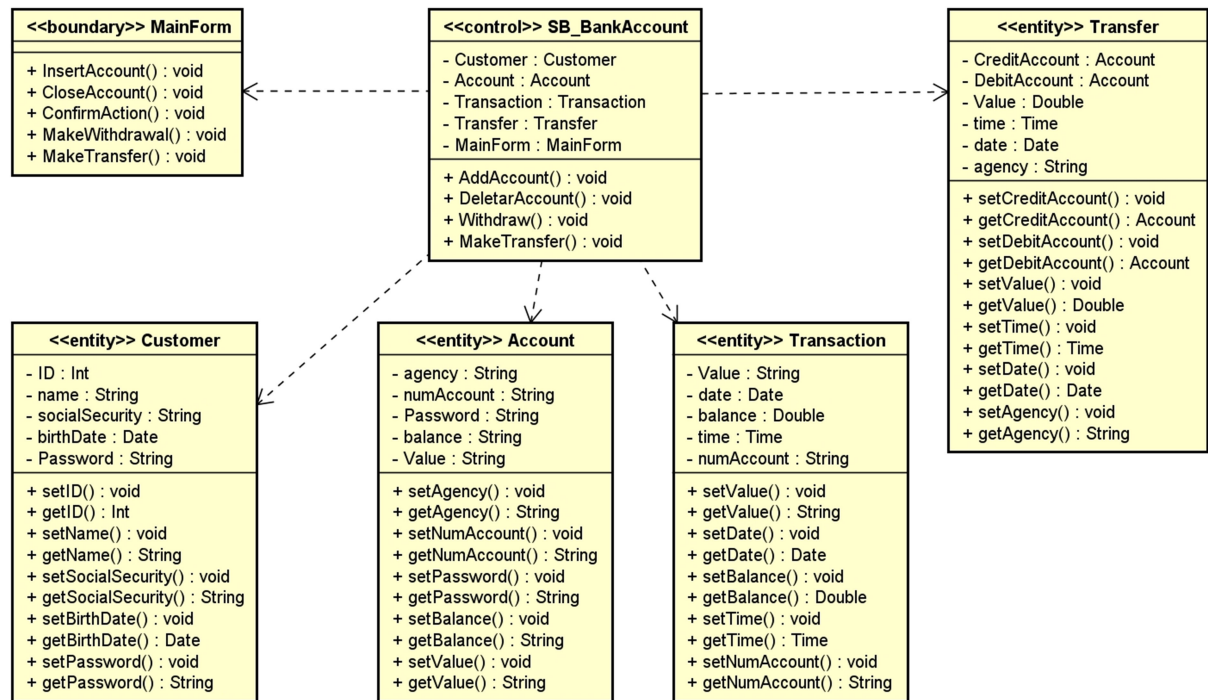 <<boundary>> MainForm
+ InsertAccount() : void
+ CloseAccount() : void
+ ConfirmAction() : void
+ MakeWithdrawal() : void
+ MakeTransfer() : void
<<control>> SB_BankAccount
- Customer : Customer
- Account : Account
- Transaction : Transaction
- Transfer : Transfer
- MainForm : MainForm
+ AddAccount() : void
+ DeletarAccount() : void
+ Withdraw() : void
+ MakeTransfer() : void
<<entity>> Transfer
- CreditAccount : Account
- DebitAccount : Account
- Value : Double
- time : Time
- date : Date
- agency : String
+ setCreditAccount() : void
+ getCreditAccount() : Account
+ setDebitAccount() : void
+ getDebitAccount() : Account
+ setValue() : void
+ getValue() : Double
+ setTime() : void
+ getTime() : Time
+ setDate() : void
+ getDate() : Date
+ setAgency() : void
+ getAgency() : String
<<entity>> Customer
- ID : Int
- name : String
- socialSecurity : String
- birthDate : Date
- Password : String
+ setID() : void
+ getID() : Int
+ setName() : void
+ getName() : String
+ setSocialSecurity() : void
+ getSocialSecurity() : String
+ setBirthDate() : void
+ getBirthDate() : Date
+ setPassword() : void
+ getPassword() : String
<<entity>> Account
- agency : String
- numAccount : String
- Password : String
- balance : String
- Value : String
+ setAgency() : void
+ getAgency() : String
+ setNumAccount() : void
+ getNumAccount() : String
+ setPassword() : void
+ getPassword() : String
+ setBalance() : void
+ getBalance() : String
+ setValue() : void
+ getValue() : String
<<entity>> Transaction
- Value : String
- date : Date
- balance : Double
- time : Time
- numAccount : String
+ setValue() : void
+ getValue() : String
+ setDate() : void
+ getDate() : Date
+ setBalance() : void
+ getBalance() : Double
+ setTime() : void
+ getTime() : Time
+ setNumAccount() : void
+ getNumAccount() : String